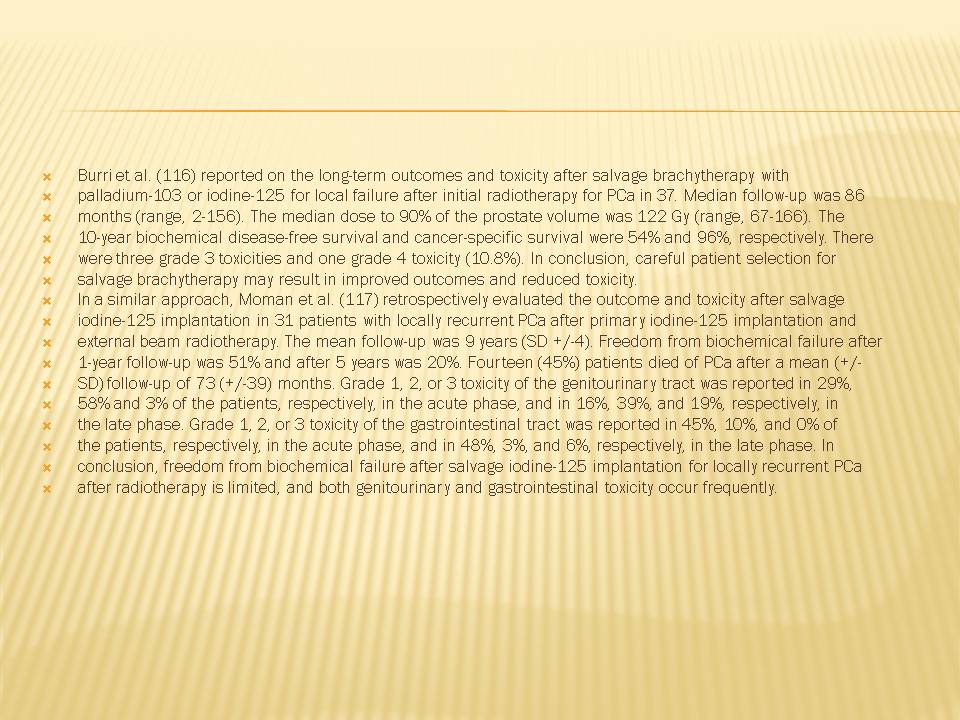 Burri et al. (116) reported on the long-term outcomes and toxicity after salvage brachytherapy with
palladium-103 or iodine-125 for local failure after initial radiotherapy for PCa in 37. Median follow-up was 86
months (range, 2-156). The median dose to 90% of the prostate volume was 122 Gy (range, 67-166). The
10-year biochemical disease-free survival and cancer-specific survival were 54% and 96%, respectively. There
were three grade 3 toxicities and one grade 4 toxicity (10.8%). In conclusion, careful patient selection for
salvage brachytherapy may result in improved outcomes and reduced toxicity.
In a similar approach, Moman et al. (117) retrospectively evaluated the outcome and toxicity after salvage
iodine-125 implantation in 31 patients with locally recurrent PCa after primary iodine-125 implantation and
external beam radiotherapy. The mean follow-up was 9 years (SD +/-4). Freedom from biochemical failure after
1-year follow-up was 51% and after 5 years was 20%. Fourteen (45%) patients died of PCa after a mean (+/-
SD) follow-up of 73 (+/-39) months. Grade 1, 2, or 3 toxicity of the genitourinary tract was reported in 29%,
58% and 3% of the patients, respectively, in the acute phase, and in 16%, 39%, and 19%, respectively, in
the late phase. Grade 1, 2, or 3 toxicity of the gastrointestinal tract was reported in 45%, 10%, and 0% of
the patients, respectively, in the acute phase, and in 48%, 3%, and 6%, respectively, in the late phase. In
conclusion, freedom from biochemical failure after salvage iodine-125 implantation for locally recurrent PCa
after radiotherapy is limited, and both genitourinary and gastrointestinal toxicity occur frequently.